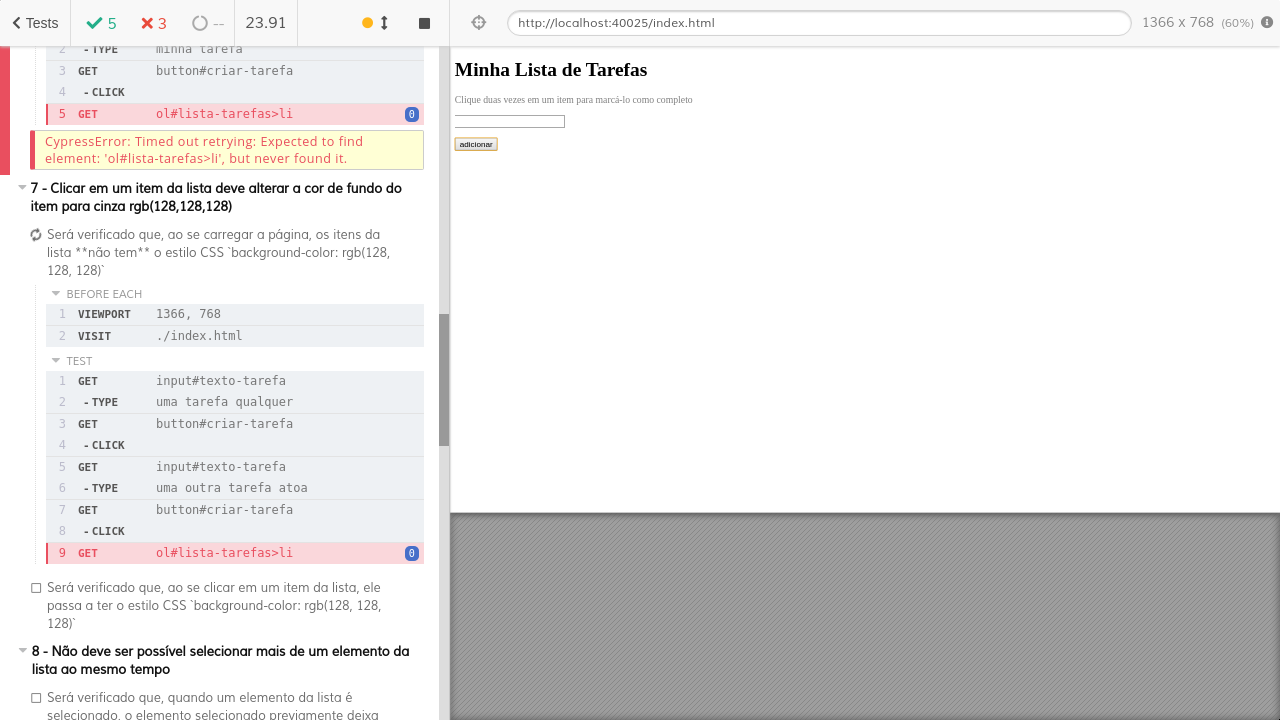 Tests 5 3 -- 23.91
http://localhost:40025/index.html 1366 x 768 (60%)
2 -TYPE minha tarefa
3 GET button#criar-tarefa
4 -CLICK
5 GET ol#lista-tarefas>li 0
CypressError: Timed out retrying: Expected to find
element: 'ol#lista-tarefas>li', but never found it.
7 - Clicar em um item da lista deve alterar a cor de fundo do
item para cinza rgb(128,128,128)
Será verificado que, ao se carregar a página, os itens da
lista **não tem** o estilo CSS `background-color: rgb(128,
128, 128)`
BEFORE EACH
1 VIEWPORT 1366, 768
2 VISIT ./index.html
TEST
1 GET input#texto-tarefa
2 -TYPE uma tarefa qualquer
3 GET button#criar-tarefa
4 -CLICK
5 GET input#texto-tarefa
6 -TYPE uma outra tarefa atoa
7 GET button#criar-tarefa
8 -CLICK
9 GET ol#lista-tarefas>li 0
Será verificado que, ao se clicar em um item da lista, ele
passa a ter o estilo CSS `background-color: rgb(128, 128,
128)`
8 - Não deve ser possível selecionar mais de um elemento da
lista ao mesmo tempo
Será verificado que, quando um elemento da lista é
selecionado, o elemento selecionado previamente deixa
Minha Lista de Tarefas
Clique duas vezes em um item para marcá-lo como completo
adicionar